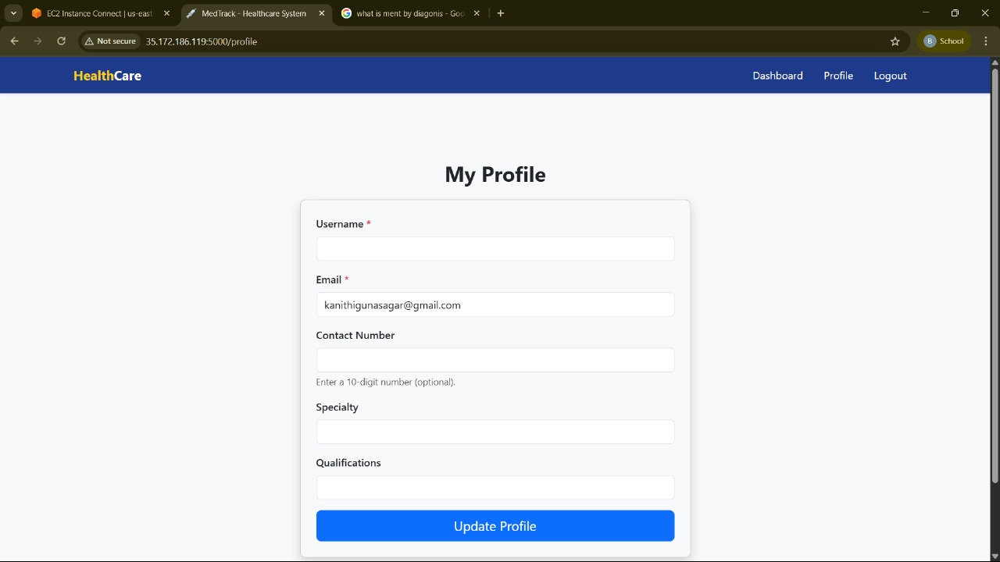 EC2 Instance Connect | us-east-
MedTrack - Healthcare System
what is ment by diagonis - Goo
Not secure
35.172.186.119:5000/profile
B
School
HealthCare
Dashboard
Profile
Logout
My Profile
Username *
Email *
kanithigunasagar@gmail.com
Contact Number
Enter a 10-digit number (optional).
Specialty
Qualifications
Update Profile